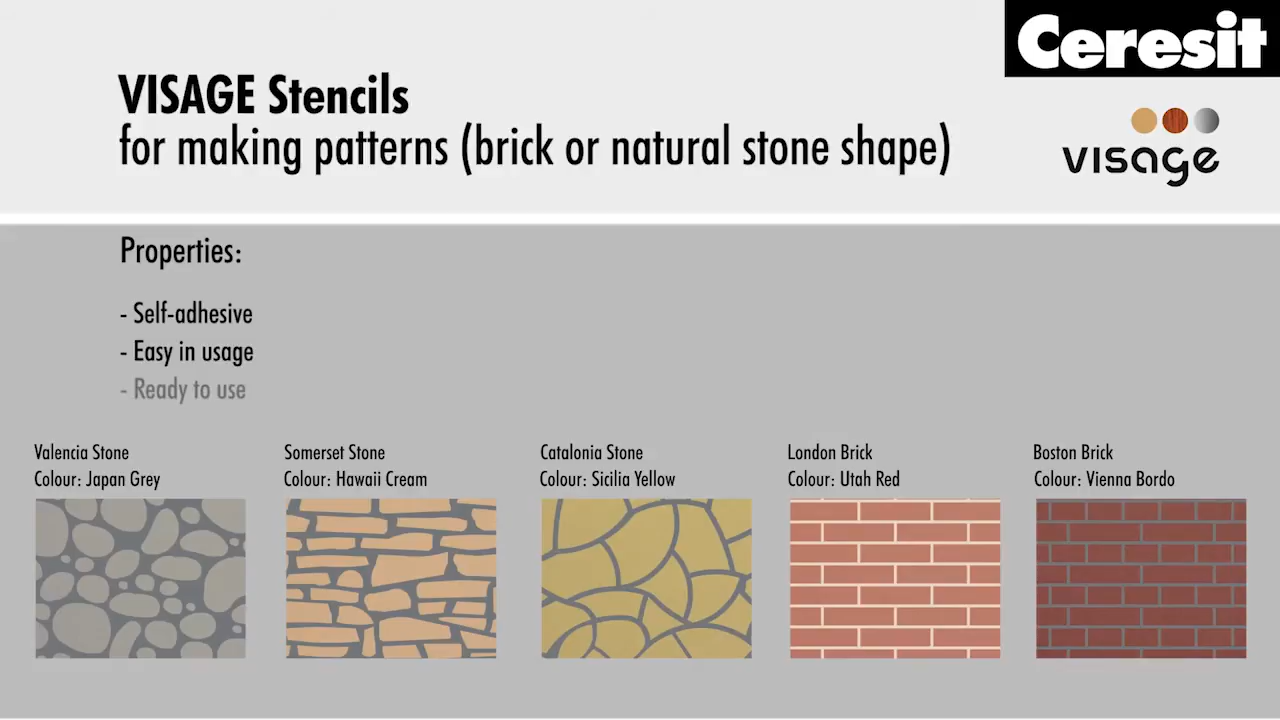 Ceresit
VISAGE Stencils
for making patterns (brick or natural stone shape)
visage
Properties:
- Self-adhesive
- Easy in usage
- Ready to use
Valencia Stone
Colour: Japan Grey
Somerset Stone
Colour: Hawaii Cream
Catalonia Stone
Colour: Sicilia Yellow
London Brick
Colour: Utah Red
Boston Brick
Colour: Vienna Bordo